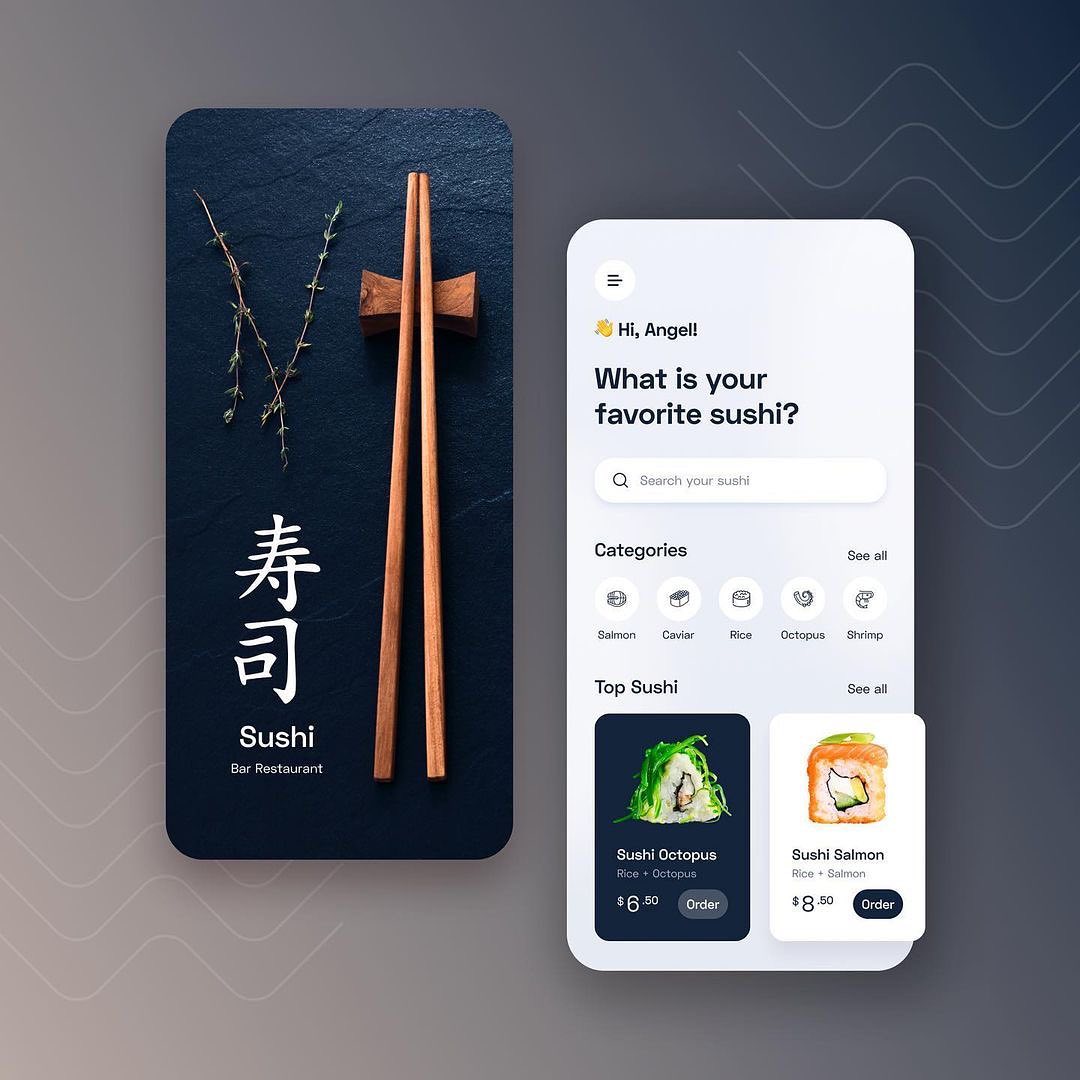 寿
司
Sushi
Bar Restaurant
👋 Hi, Angel!
What is your
favorite sushi?
Search your sushi
Categories
See all
Salmon
Caviar
Rice
Octopus
Shrimp
Top Sushi
See all
Sushi Octopus
Rice + Octopus
$6.50
Order
Sushi Salmon
Rice + Salmon
$8.50
Order